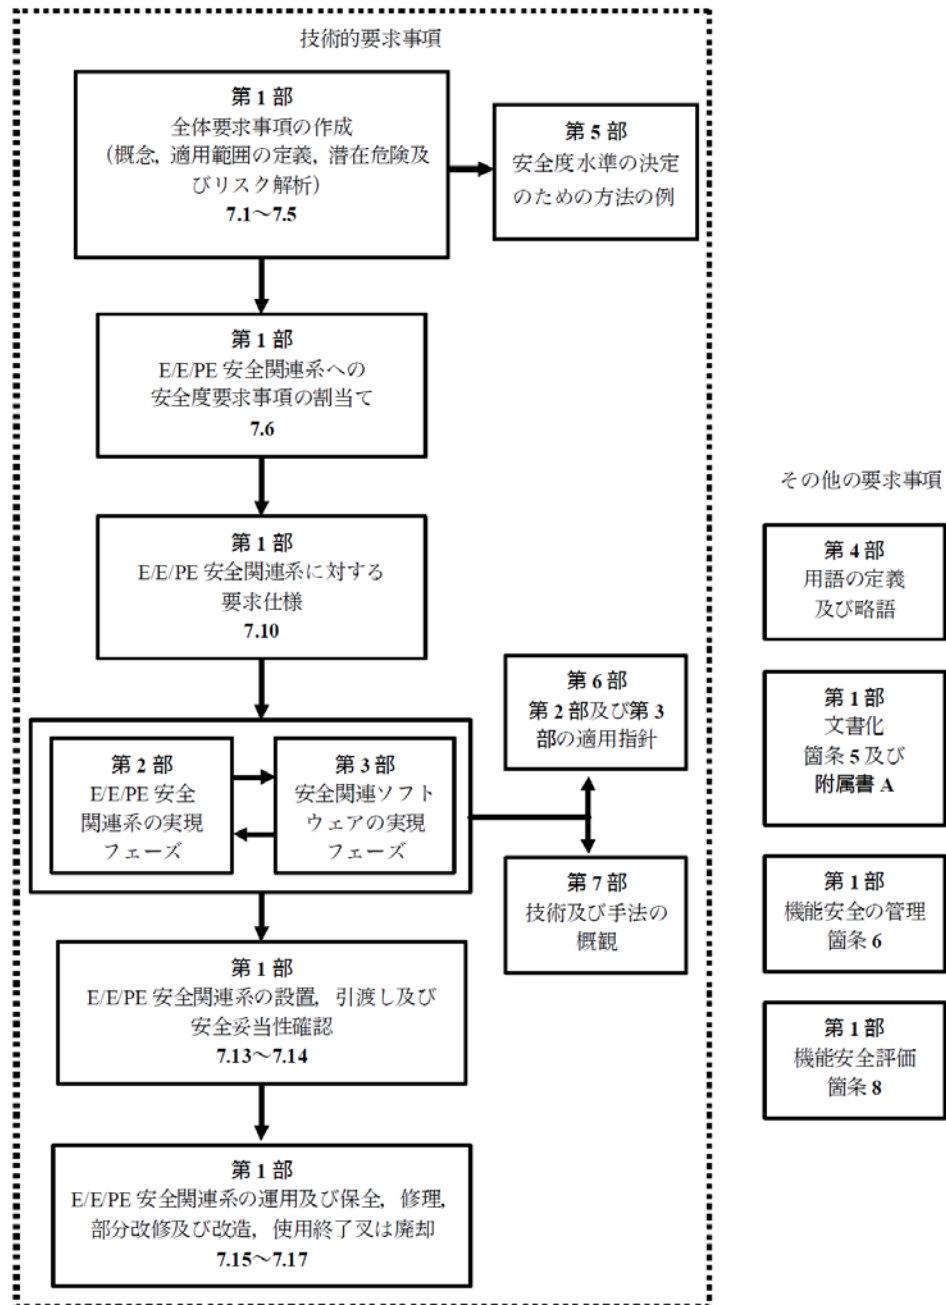 技術的要求事項
第1部
全体要求事項の作成
(概念, 適用範囲の定義, 潜在危険及
びリスク解析)
7.1～7.5
第5部
安全度水準の決定
のための方法の例
第1部
E/E/PE 安全関連系への
安全度要求事項の割当て
7.6
第1部
E/E/PE 安全関連系に対する
要求仕様
7.10
第2部
E/E/PE 安全
関連系の実現
フェーズ
第3部
安全関連ソフト
ウェアの実現
フェーズ
第6部
第2部及び第3
部の適用指針
第7部
技術及び手法の
概観
第1部
E/E/PE 安全関連系の設置, 引渡し及び
安全妥当性確認
7.13～7.14
第1部
E/E/PE 安全関連系の運用及び保全, 修理,
部分改修及び改造, 使用終了又は廃却
7.15～7.17
その他の要求事項
第4部
用語の定義
及び略語
第1部
文書化
箇条5及び
附属書A
第1部
機能安全の管理
箇条6
第1部
機能安全評価
箇条8